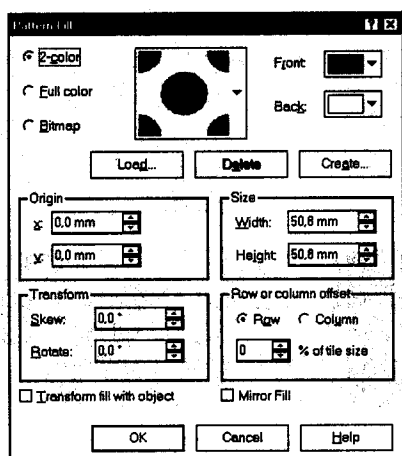 Pattern Fill
2-color
Full color
Bitmap
Front:
Back:
Load... Delete Create...
Origin
x: 0,0 mm
y: 0,0 mm
Size
Width: 50,8 mm
Height: 50,8 mm
Transform
Skew: 0,0 °
Rotate: 0,0 °
Row or column offset
Row Column
0 % of tile size
Transform fill with object
Mirror Fill
OK Cancel Help